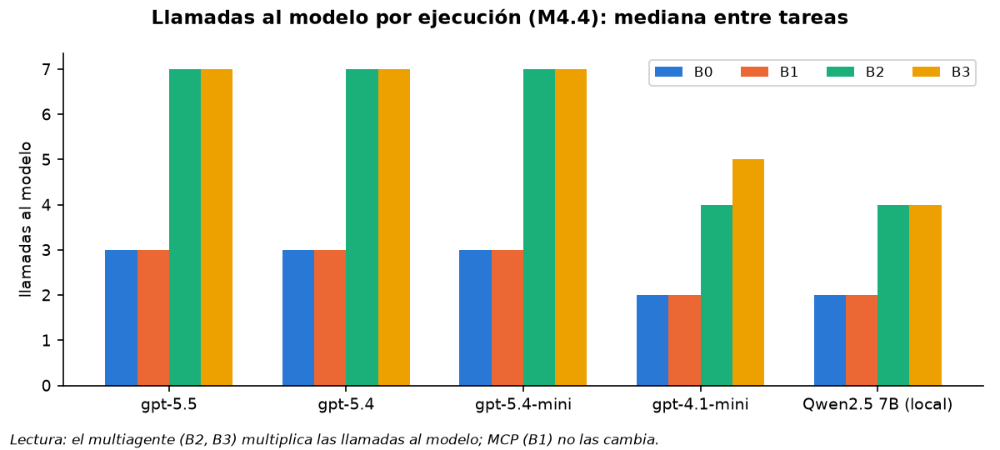 Llamadas al modelo por ejecución (M4.4): mediana entre tareas
B0 B1 B2 B3
llamadas al modelo
7
6
5
4
3
2
1
0
gpt-5.5 gpt-5.4 gpt-5.4-mini gpt-4.1-mini Qwen2.5 7B (local)
Lectura: el multiagente (B2, B3) multiplica las llamadas al modelo; MCP (B1) no las cambia.